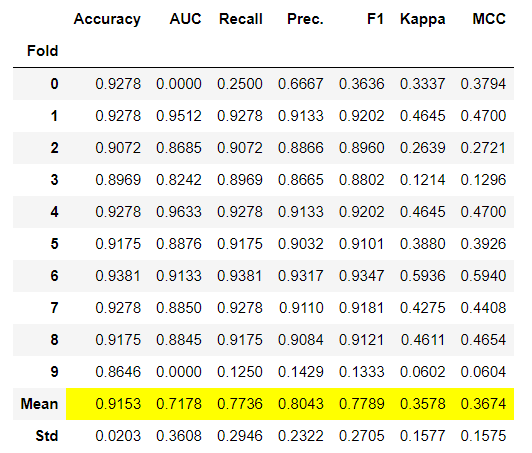 Accuracy AUC Recall Prec. F1 Kappa MCC
Fold
0 0.9278 0.0000 0.2500 0.6667 0.3636 0.3337 0.3794
1 0.9278 0.9512 0.9278 0.9133 0.9202 0.4645 0.4700
2 0.9072 0.8685 0.9072 0.8866 0.8960 0.2639 0.2721
3 0.8969 0.8242 0.8969 0.8665 0.8802 0.1214 0.1296
4 0.9278 0.9633 0.9278 0.9133 0.9202 0.4645 0.4700
5 0.9175 0.8876 0.9175 0.9032 0.9101 0.3880 0.3926
6 0.9381 0.9133 0.9381 0.9317 0.9347 0.5936 0.5940
7 0.9278 0.8850 0.9278 0.9110 0.9181 0.4275 0.4408
8 0.9175 0.8845 0.9175 0.9084 0.9121 0.4611 0.4654
9 0.8646 0.0000 0.1250 0.1429 0.1333 0.0602 0.0604
Mean 0.9153 0.7178 0.7736 0.8043 0.7789 0.3578 0.3674
Std 0.0203 0.3608 0.2946 0.2322 0.2705 0.1577 0.1575